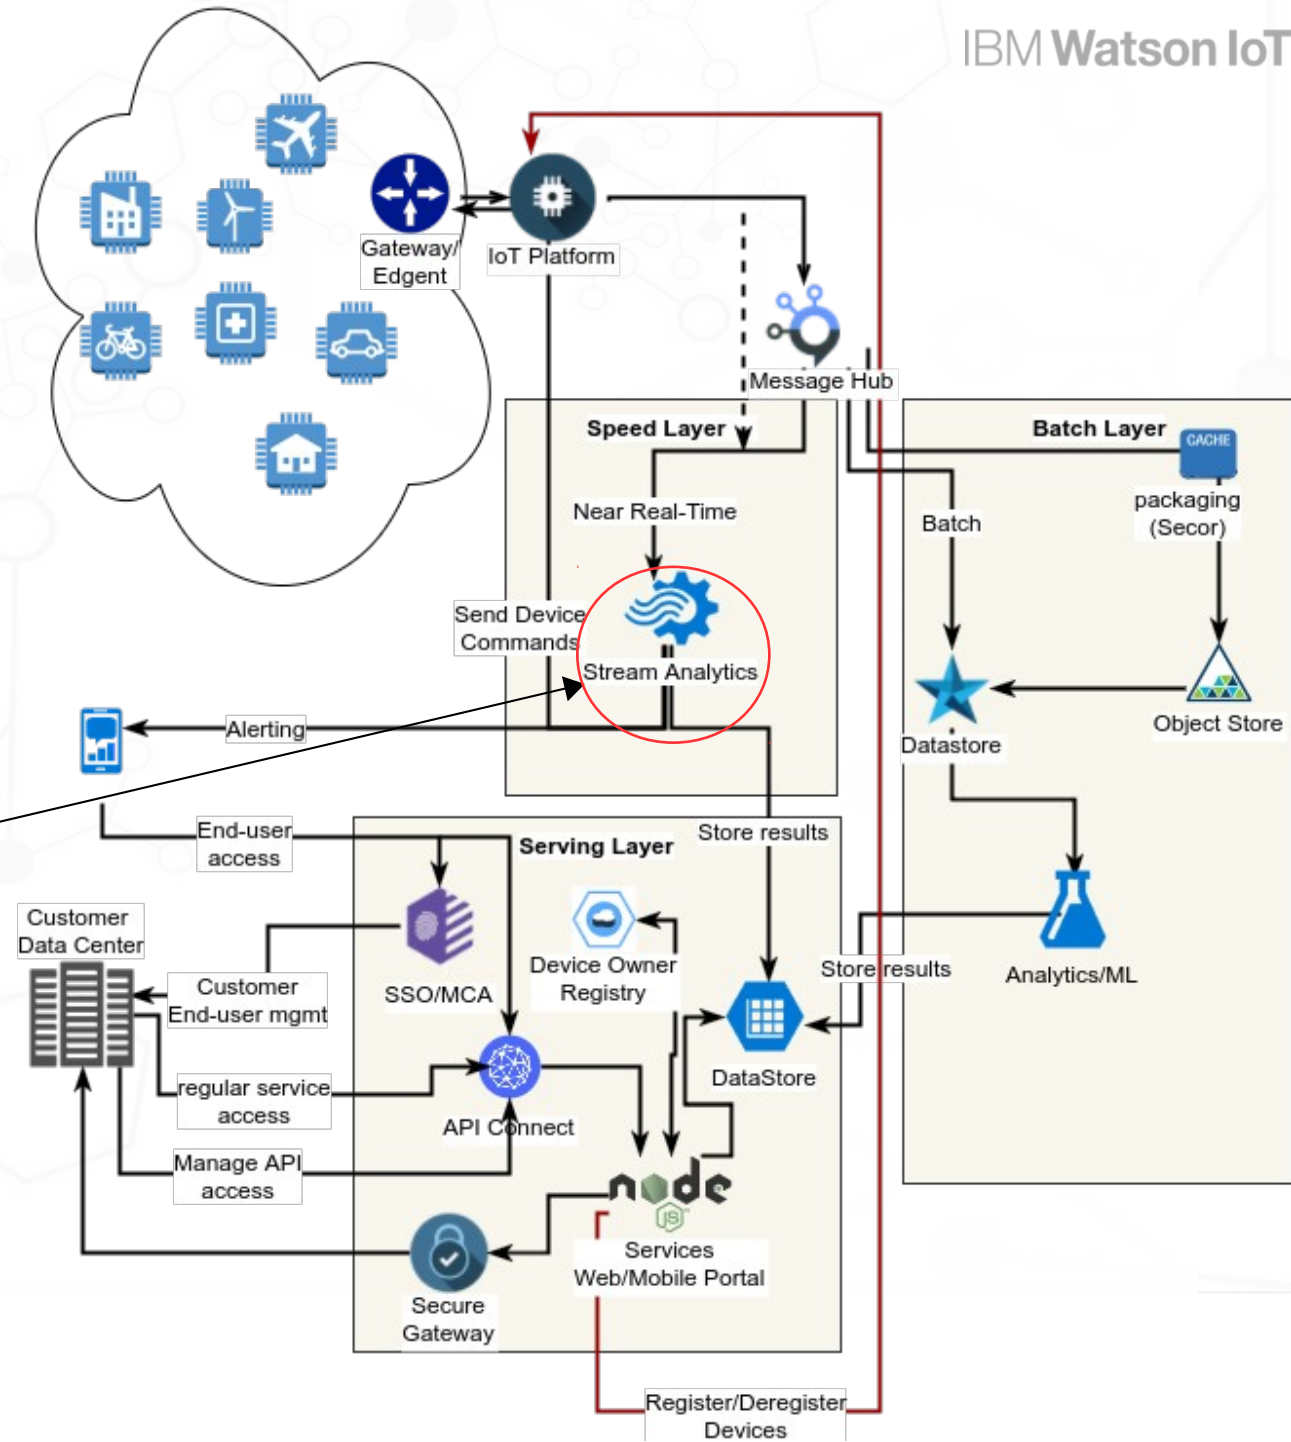 IBM Watson IoT
Gateway/
Edgent
IoT Platform
Message Hub
Speed Layer
Batch Layer
CACHE
packaging
(Secor)
Near Real-Time
Batch
Send Device
Commands
Stream Analytics
Object Store
Datastore
Alerting
End-user
access
Store results
Serving Layer
Customer
Data Center
Device Owner
Registry
Store results
Analytics/ML
Customer
End-user mgmt
SSO/MCA
DataStore
regular service
access
API Connect
Manage API
access
node
JS
Services
Web/Mobile Portal
Secure
Gateway
Register/Deregister
Devices